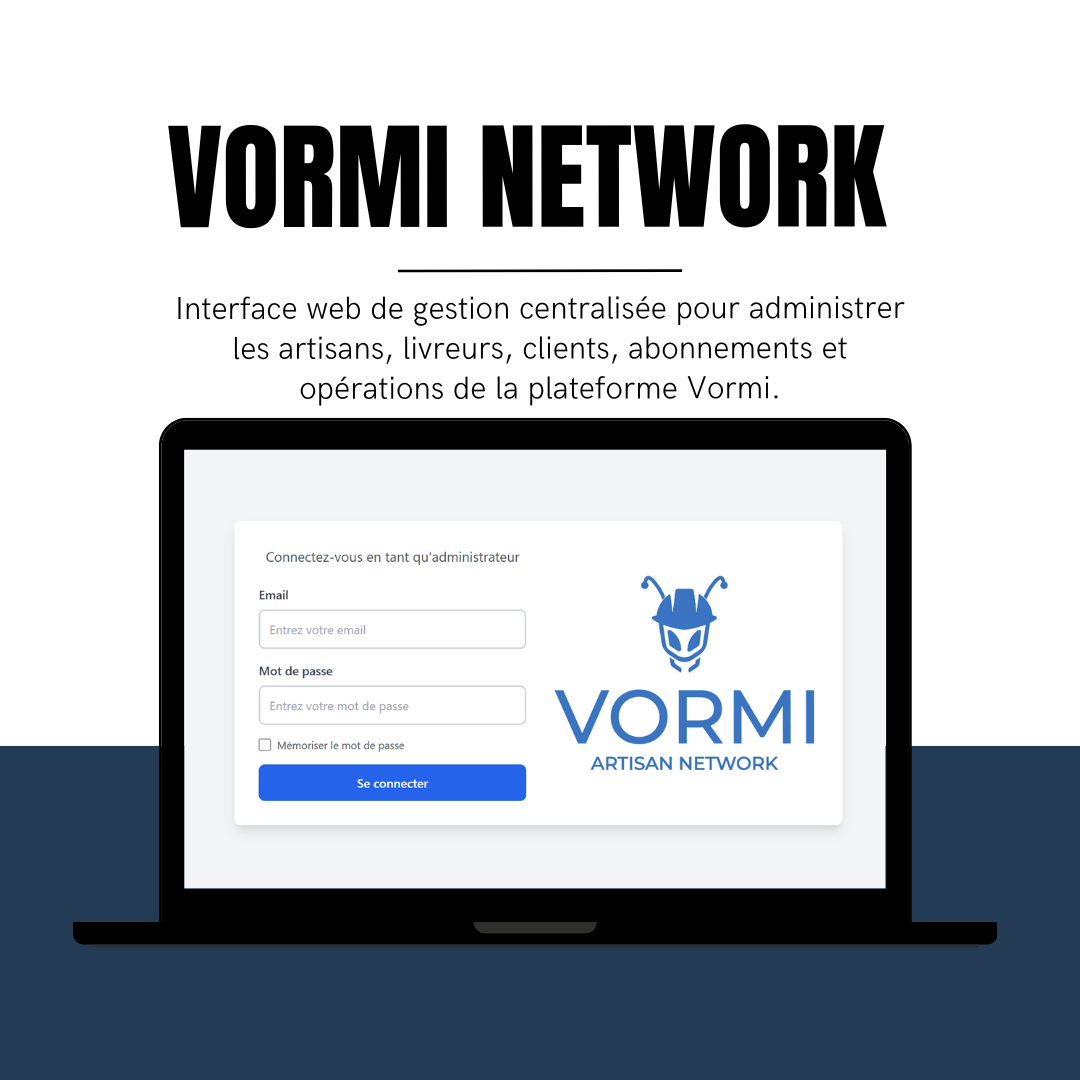 VORMI NETWORK
Interface web de gestion centralisée pour administrer
les artisans, livreurs, clients, abonnements et
opérations de la plateforme Vormi.
Connectez-vous en tant qu'administrateur
Email
Entrez votre email
Mot de passe
Entrez votre mot de passe
Mémoriser le mot de passe
Se connecter
VORMI
ARTISAN NETWORK